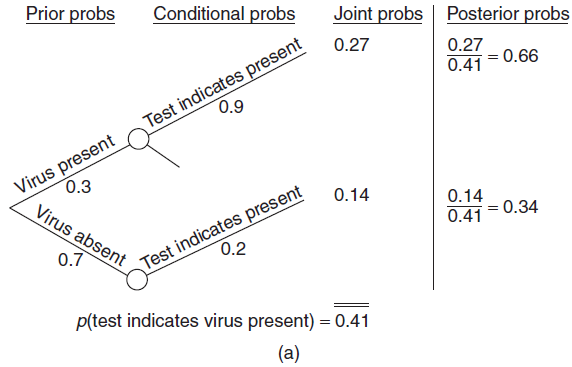 Prior probs Conditional probs Joint probs Posterior probs
Test indicates present 0.27 0.27/0.41 = 0.66
0.9
Virus present
0.3
Virus absent
0.7
Test indicates present 0.14 0.14/0.41 = 0.34
0.2
p(test indicates virus present) = 0.41
(a)